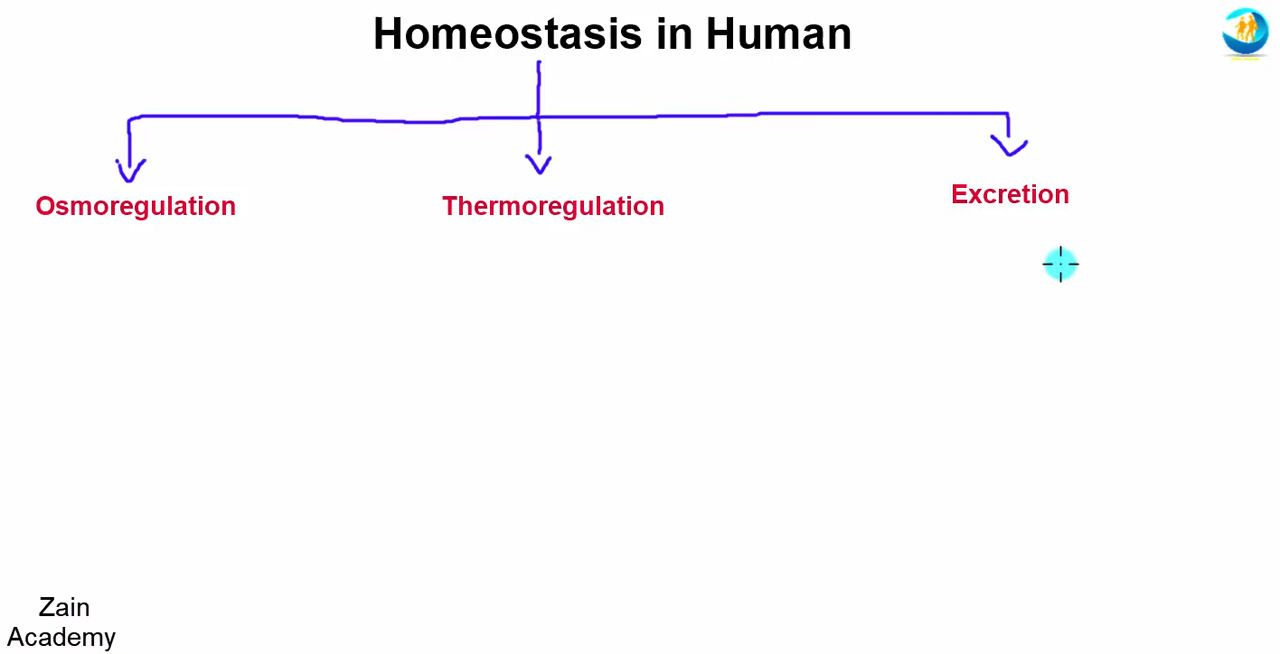 Homeostasis in Human
Osmoregulation
Thermoregulation
Excretion
Zain
Academy